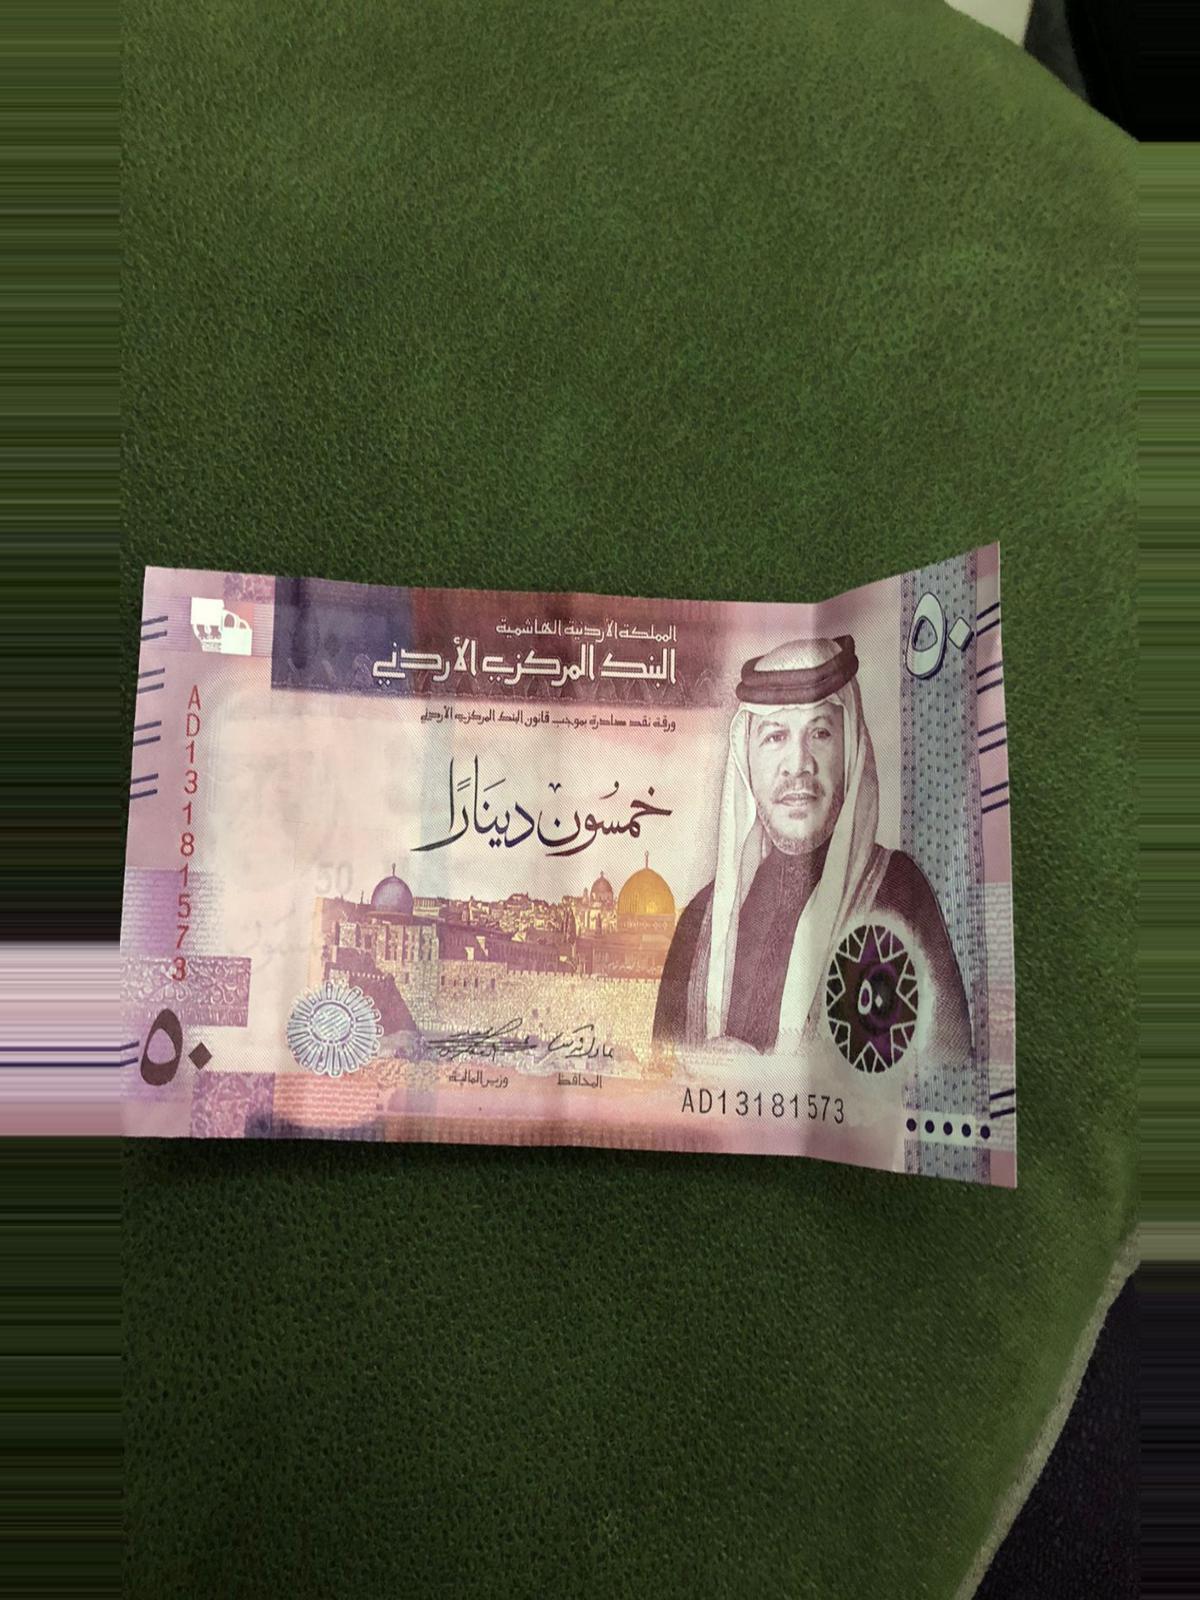 المملكة الأردنية الهاشمية
البنك المركزي الأردني
ورقة نقد صادرة بموجب قانون البنك المركزي الأردني
خمسون دينارًا
٥٠
٥٠
٥٠
50
AD13181573
المحافظ
وزير المالية
AD13181573